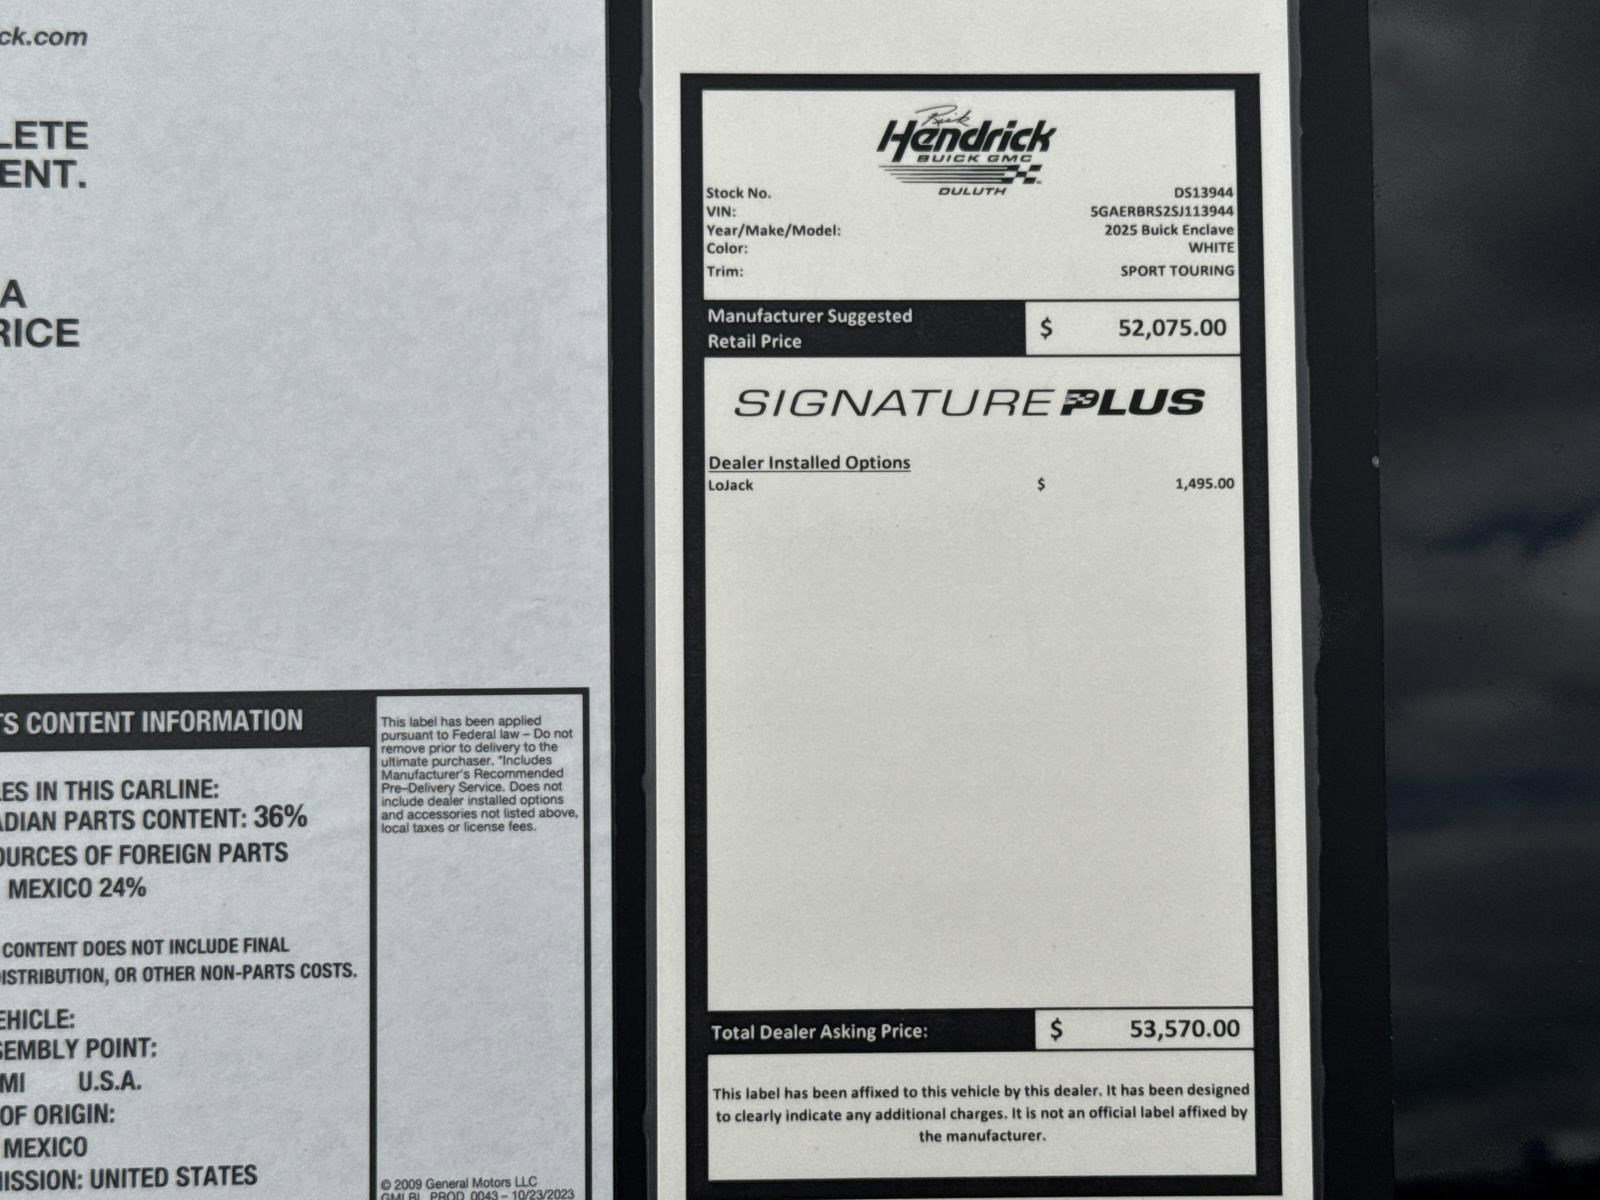 ck.com
LETE
ENT.
A
RICE
TS CONTENT INFORMATION
ES IN THIS CARLINE:
ADIAN PARTS CONTENT: 36%
OURCES OF FOREIGN PARTS
MEXICO 24%
CONTENT DOES NOT INCLUDE FINAL
DISTRIBUTION, OR OTHER NON-PARTS COSTS.
EHICLE:
SEMBLY POINT:
MI U.S.A.
OF ORIGIN:
MEXICO
MISSION: UNITED STATES
This label has been applied
pursuant to Federal law – Do not
remove prior to delivery to the
ultimate purchaser. *Includes
Manufacturer's Recommended
Pre–Delivery Service. Does not
include dealer installed options
and accessories not listed above,
local taxes or license fees.
© 2009 General Motors LLC
GMLBL_PROD_0043 – 10/23/2023
Rick
Hendrick
BUICK GMC
DULUTH
Stock No. DS13944
VIN: 5GAERBRS2SJ113944
Year/Make/Model: 2025 Buick Enclave
Color: WHITE
Trim: SPORT TOURING
Manufacturer Suggested
Retail Price $ 52,075.00
SIGNATURE PLUS
Dealer Installed Options
LoJack $ 1,495.00
Total Dealer Asking Price: $ 53,570.00
This label has been affixed to this vehicle by this dealer. It has been designed
to clearly indicate any additional charges. It is not an official label affixed by
the manufacturer.